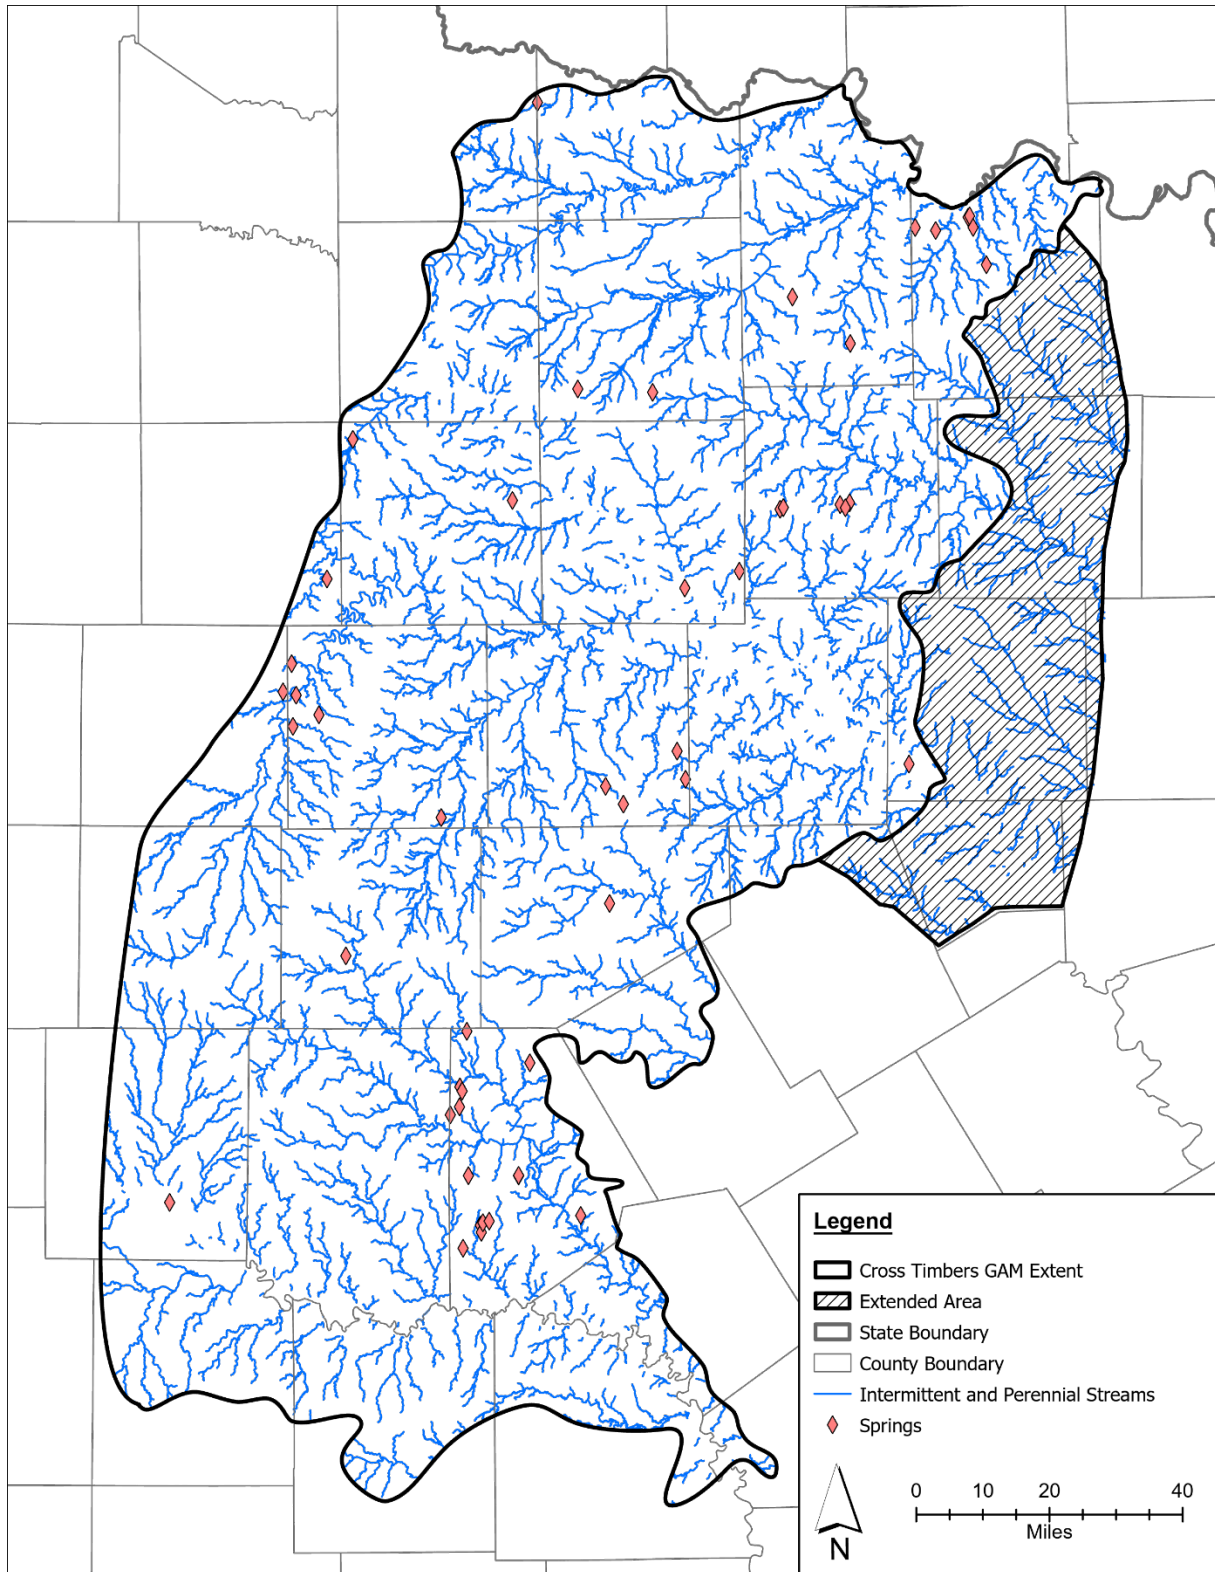 Legend
Cross Timbers GAM Extent
Extended Area
State Boundary
County Boundary
Intermittent and Perennial Streams
Springs
0 10 20 40
Miles
N